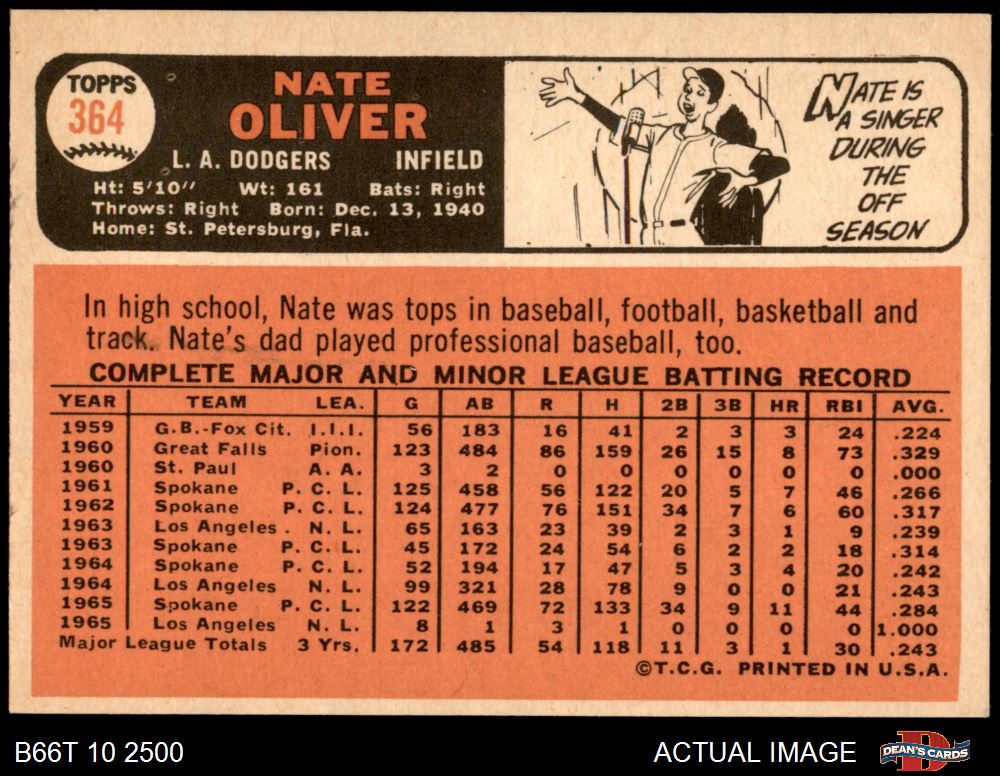 TOPPS
364
NATE
OLIVER
L. A. DODGERS INFIELD
Ht: 5'10" Wt: 161 Bats: Right
Throws: Right Born: Dec. 13, 1940
Home: St. Petersburg, Fla.
NATE IS
A SINGER
DURING
THE
OFF
SEASON
In high school, Nate was tops in baseball, football, basketball and
track. Nate's dad played professional baseball, too.
COMPLETE MAJOR AND MINOR LEAGUE BATTING RECORD
YEAR TEAM LEA. G AB R H 2B 3B HR RBI AVG.
1959 G.B.-Fox Cit. I.I.I. 56 183 16 41 2 3 3 24 .224
1960 Great Falls Pion. 123 484 86 159 26 15 8 73 .329
1960 St. Paul A. A. 3 2 0 0 0 0 0 0 .000
1961 Spokane P. C. L. 125 458 56 122 20 5 7 46 .266
1962 Spokane P. C. L. 124 477 76 151 34 7 6 60 .317
1963 Los Angeles . N. L. 65 163 23 39 2 3 1 9 .239
1963 Spokane P. C. L. 45 172 24 54 6 2 2 18 .314
1964 Spokane P. C. L. 52 194 17 47 5 3 4 20 .242
1964 Los Angeles N. L. 99 321 28 78 9 0 0 21 .243
1965 Spokane P. C. L. 122 469 72 133 34 9 11 44 .284
1965 Los Angeles N. L. 8 1 3 1 0 0 0 0 1.000
Major League Totals 3 Yrs. 172 485 54 118 11 3 1 30 .243
©T.C.G. PRINTED IN U.S.A.
B66T 10 2500 ACTUAL IMAGE DEAN'S CARDS